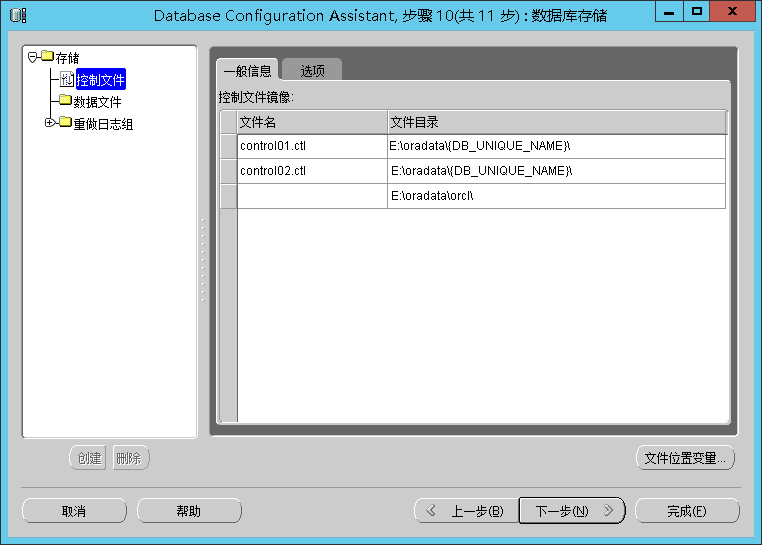 Database Configuration Assistant, 步骤 10(共 11 步) : 数据库存储
存储
控制文件
数据文件
重做日志组
一般信息 选项
控制文件镜像:
文件名 文件目录
control01.ctl E:\oradata\{DB_UNIQUE_NAME}\
control02.ctl E:\oradata\{DB_UNIQUE_NAME}\
E:\oradata\orcl\
创建 删除 文件位置变量...
取消 帮助 上一步(B) 下一步(N) 完成(F)